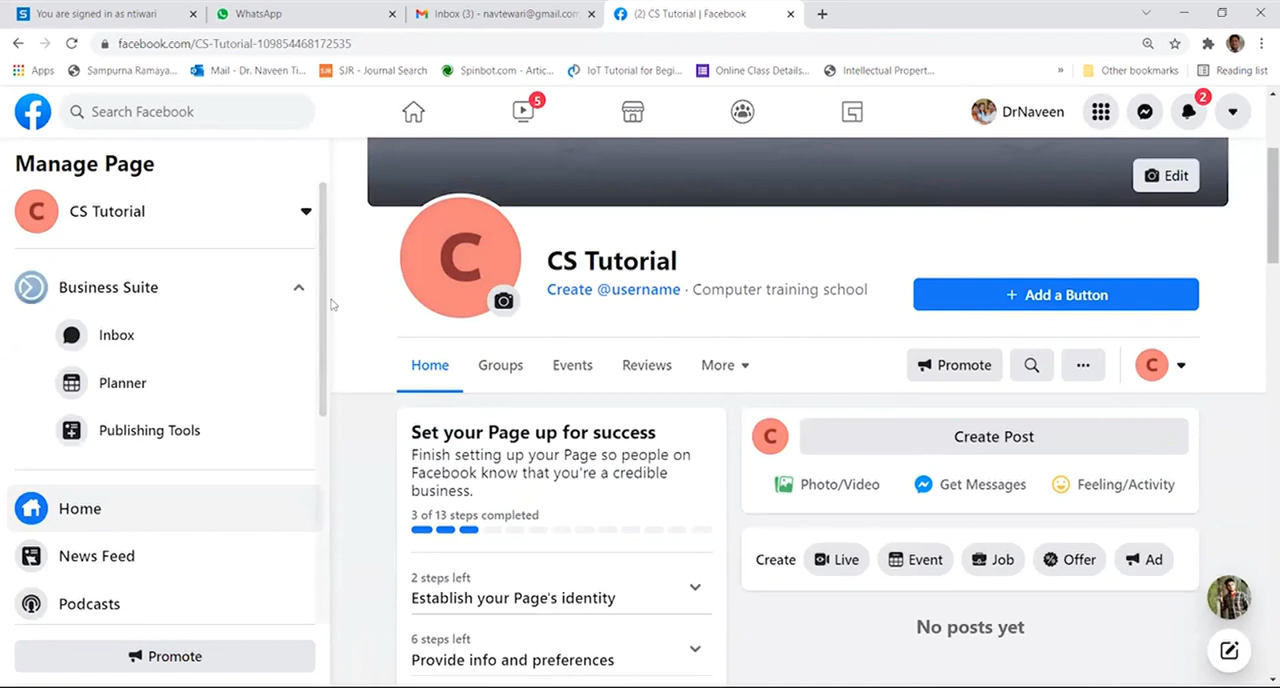 You are signed in as ntiwari
WhatsApp
Inbox (3) - navtewari@gmail.com
(2) CS Tutorial | Facebook
facebook.com/CS-Tutorial-109854468172535
Apps
Sampurna Ramaya...
Mail - Dr. Naveen Ti...
SJR - Journal Search
Spinbot.com - Artic...
IoT Tutorial for Begi...
Online Class Details...
Intellectual Propert...
»
Other bookmarks
Reading list
Search Facebook
5
DrNaveen
2
Manage Page
C
CS Tutorial
Business Suite
Inbox
Planner
Publishing Tools
Home
News Feed
Podcasts
Promote
Edit
C
CS Tutorial
Create @username · Computer training school
+ Add a Button
Home
Groups
Events
Reviews
More
Promote
C
Set your Page up for success
Finish setting up your Page so people on
Facebook know that you're a credible
business.
3 of 13 steps completed
2 steps left
Establish your Page's identity
6 steps left
Provide info and preferences
C
Create Post
Photo/Video
Get Messages
Feeling/Activity
Create
Live
Event
Job
Offer
Ad
No posts yet